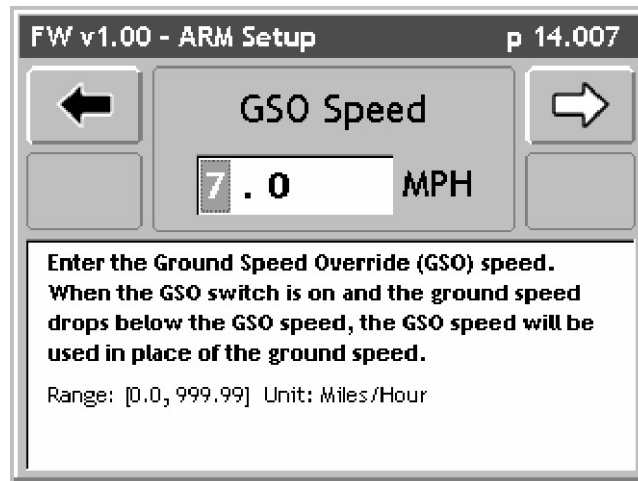 FW v1.00 - ARM Setup p 14.007
GSO Speed
7.0 MPH
Enter the Ground Speed Override (GSO) speed.
When the GSO switch is on and the ground speed
drops below the GSO speed, the GSO speed will be
used in place of the ground speed.
Range: [0.0, 999.99] Unit: Miles/Hour